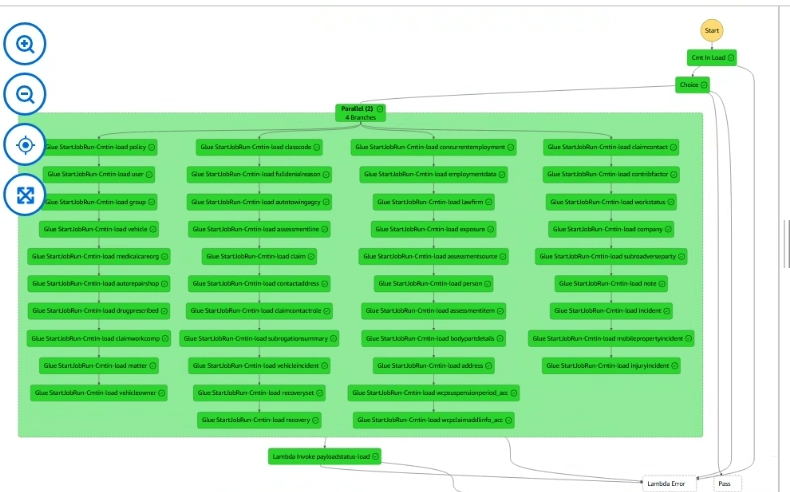 Start
Cmt In Load
Choice
Parallel (2)
4 Branches
Glue StartJobRun-Cmtin-load policy
Glue StartJobRun-Cmtin-load user
Glue StartJobRun-Cmtin-load group
Glue StartJobRun-Cmtin-load vehicle
Glue StartJobRun-Cmtin-load medicalcareorg
Glue StartJobRun-Cmtin-load autorepairshop
Glue StartJobRun-Cmtin-load drugprescribed
Glue StartJobRun-Cmtin-load claimworkcomp
Glue StartJobRun-Cmtin-load matter
Glue StartJobRun-Cmtin-load vehicleowner
Glue StartJobRun-Cmtin-load classcode
Glue StartJobRun-Cmtin-load fulldenialreason
Glue StartJobRun-Cmtin-load autotowingagcy
Glue StartJobRun-Cmtin-load assessmentline
Glue StartJobRun-Cmtin-load claim
Glue StartJobRun-Cmtin-load contactaddress
Glue StartJobRun-Cmtin-load claimcontactrole
Glue StartJobRun-Cmtin-load subrogationsummary
Glue StartJobRun-Cmtin-load vehicleincident
Glue StartJobRun-Cmtin-load recoveryset
Glue StartJobRun-Cmtin-load recovery
Glue StartJobRun-Cmtin-load concurrentemployment
Glue StartJobRun-Cmtin-load employmentdata
Glue StartJobRun-Cmtin-load lawfirm
Glue StartJobRun-Cmtin-load exposure
Glue StartJobRun-Cmtin-load assessmentsource
Glue StartJobRun-Cmtin-load person
Glue StartJobRun-Cmtin-load assessmentitem
Glue StartJobRun-Cmtin-load bodypartdetails
Glue StartJobRun-Cmtin-load address
Glue StartJobRun-Cmtin-load wcpsuspensionperiod_acc
Glue StartJobRun-Cmtin-load wcpclaimaddlinfo_acc
Glue StartJobRun-Cmtin-load claimcontact
Glue StartJobRun-Cmtin-load contribfactor
Glue StartJobRun-Cmtin-load workstatus
Glue StartJobRun-Cmtin-load company
Glue StartJobRun-Cmtin-load subroadverseparty
Glue StartJobRun-Cmtin-load note
Glue StartJobRun-Cmtin-load incident
Glue StartJobRun-Cmtin-load mobilepropertyincident
Glue StartJobRun-Cmtin-load injuryincident
Lambda Invoke payloadstatus-load
Lambda Error
Pass